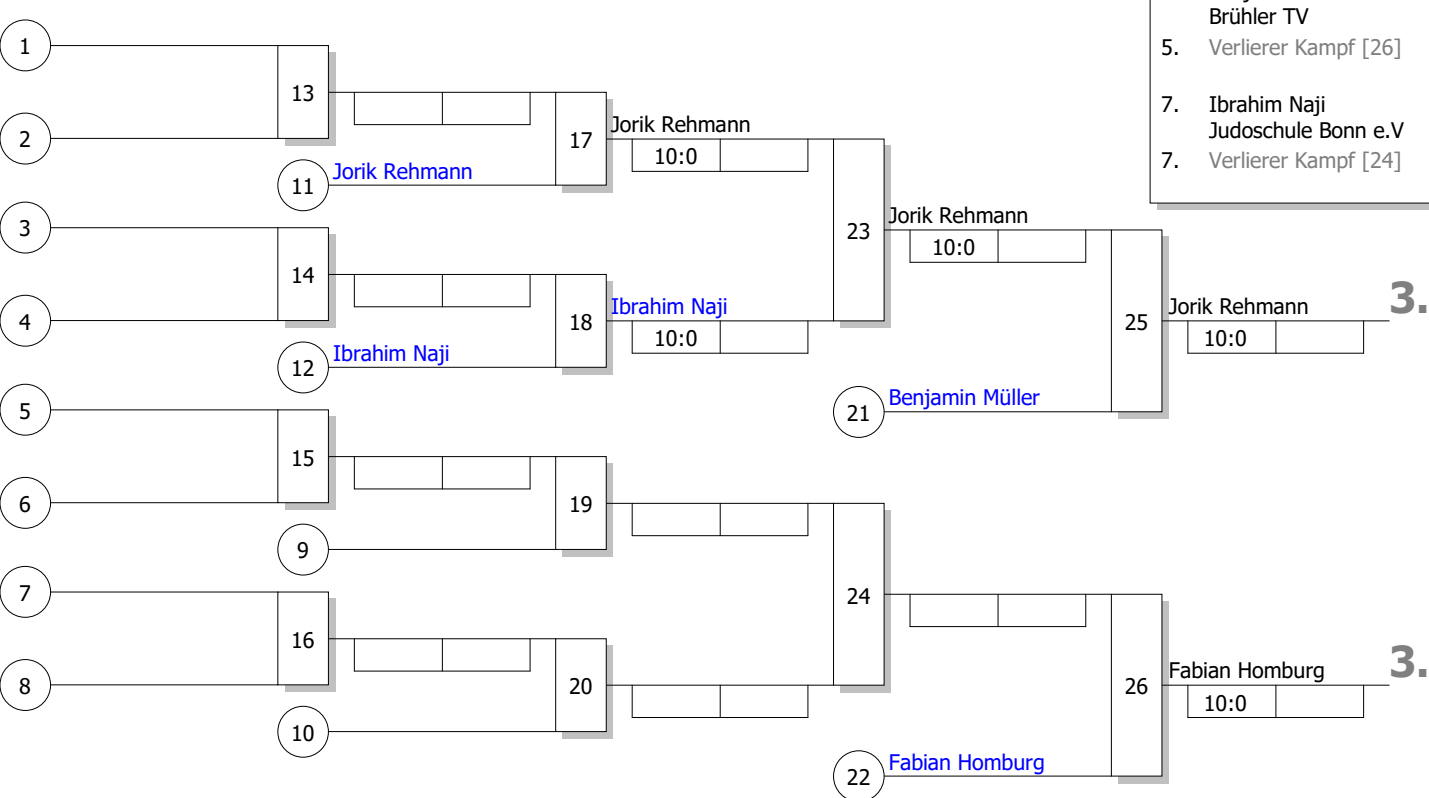 Brühler TV
5. Verlierer Kampf [26]
7. Ibrahim Naji
Judoschule Bonn e.V
7. Verlierer Kampf [24]
1
13
2
17
Jorik Rehmann
10:0
11
Jorik Rehmann
3
14
23
Jorik Rehmann
10:0
4
18
Ibrahim Naji
10:0
25
Jorik Rehmann
10:0
3.
12
Ibrahim Naji
5
15
21
Benjamin Müller
6
19
9
7
16
24
8
20
26
Fabian Homburg
10:0
3.
10
22
Fabian Homburg